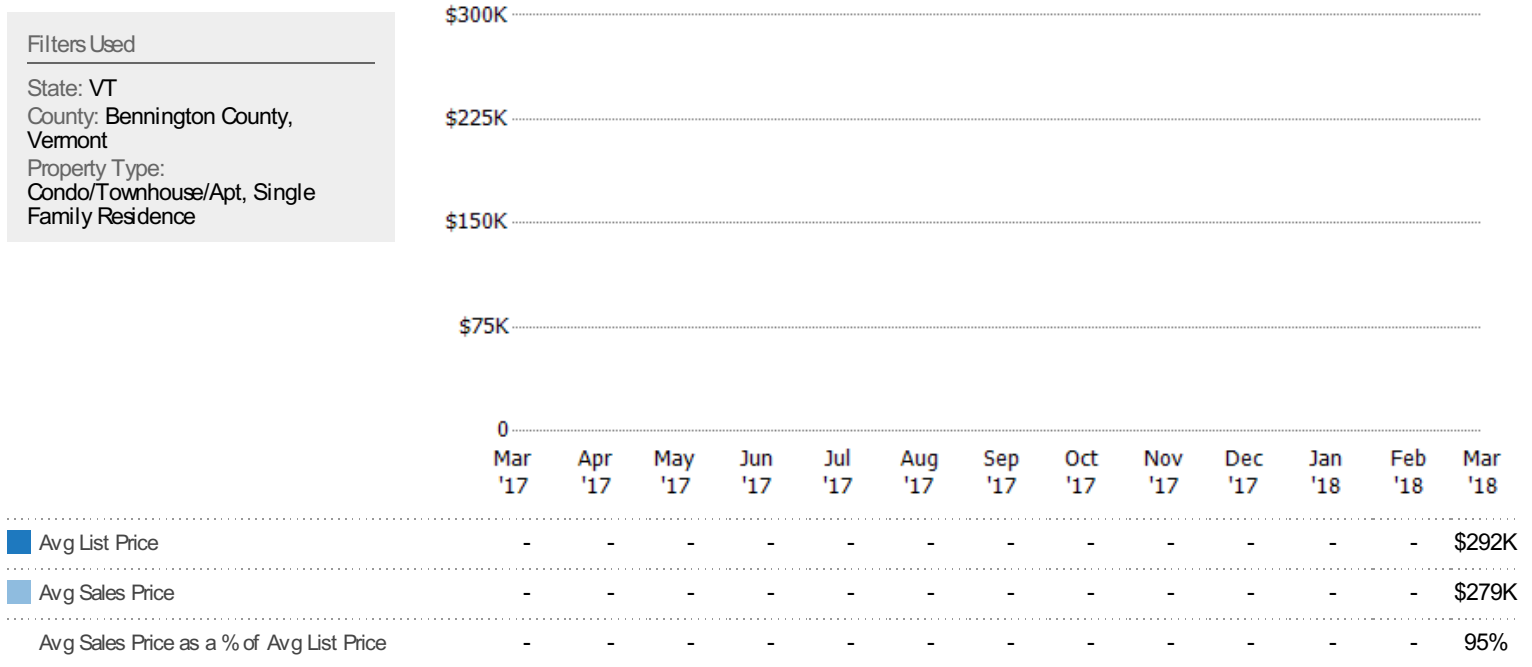 Filters Used
State: VT
County: Bennington County,
Vermont
Property Type:
Condo/Townhouse/Apt, Single
Family Residence
$300K
$225K
$150K
$75K
0
Mar Apr May Jun Jul Aug Sep Oct Nov Dec Jan Feb Mar
'17 '17 '17 '17 '17 '17 '17 '17 '17 '17 '18 '18 '18
Avg List Price - - - - - - - - - - - - $292K
Avg Sales Price - - - - - - - - - - - - $279K
Avg Sales Price as a % of Avg List Price - - - - - - - - - - - - 95%